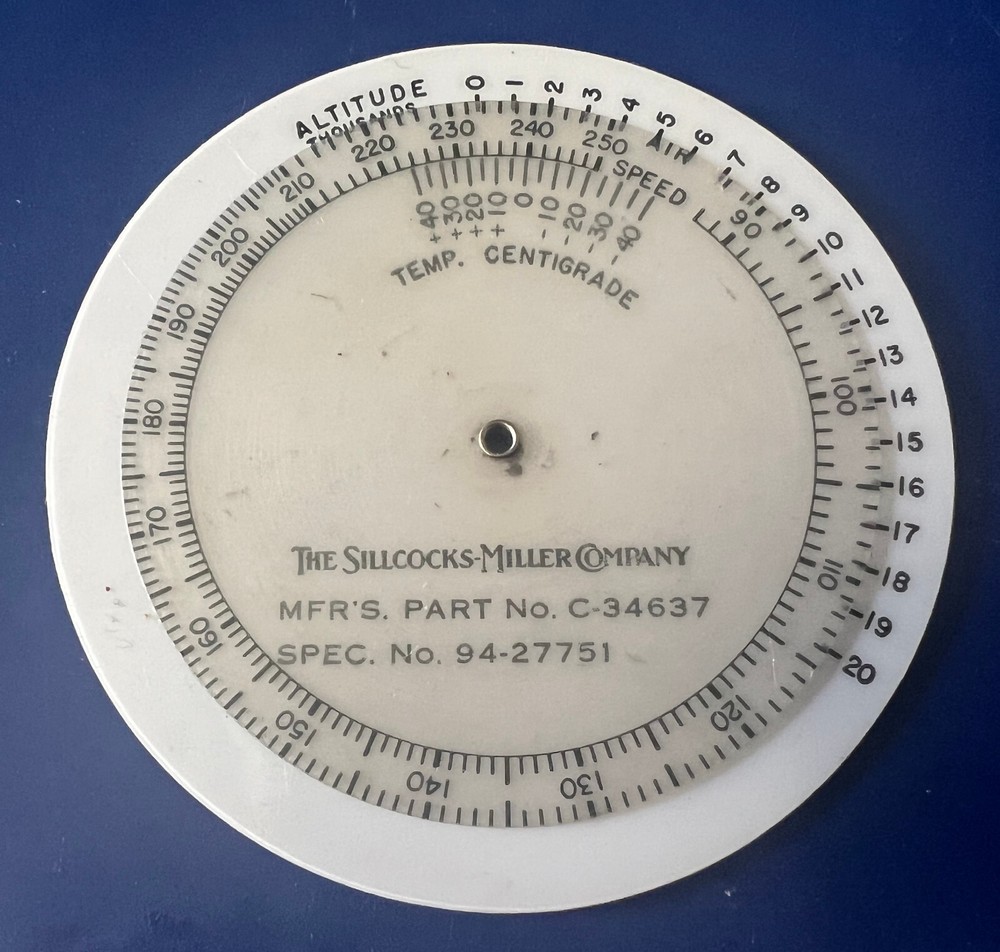 ALTITUDE
THOUSANDS
0 1 2 3 4 5 6 7 8 9 10 11 12 13 14 15 16 17 18 19 20
AIR SPEED
90 100 110 120 130 140 150 160 170 180 190 200 210 220 230 240 250
+40 +30 +20 +10 0 -10 -20 -30 -40
TEMP. CENTIGRADE
THE SILLCOCKS-MILLER COMPANY
MFR'S. PART No. C-34637
SPEC. No. 94-27751